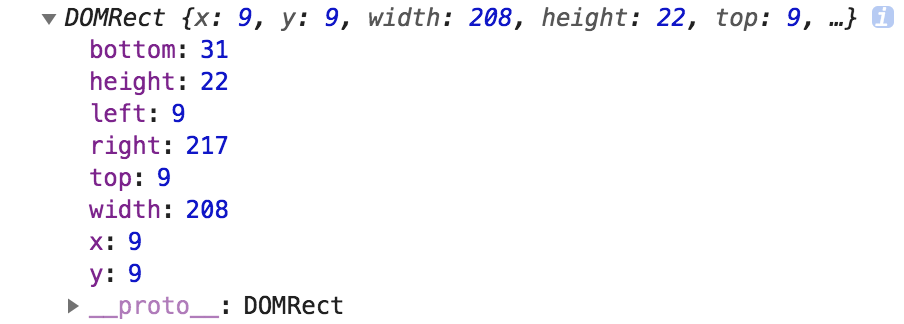 ▼ DOMRect {x: 9, y: 9, width: 208, height: 22, top: 9, …} i
bottom: 31
height: 22
left: 9
right: 217
top: 9
width: 208
x: 9
y: 9
▶ __proto__: DOMRect